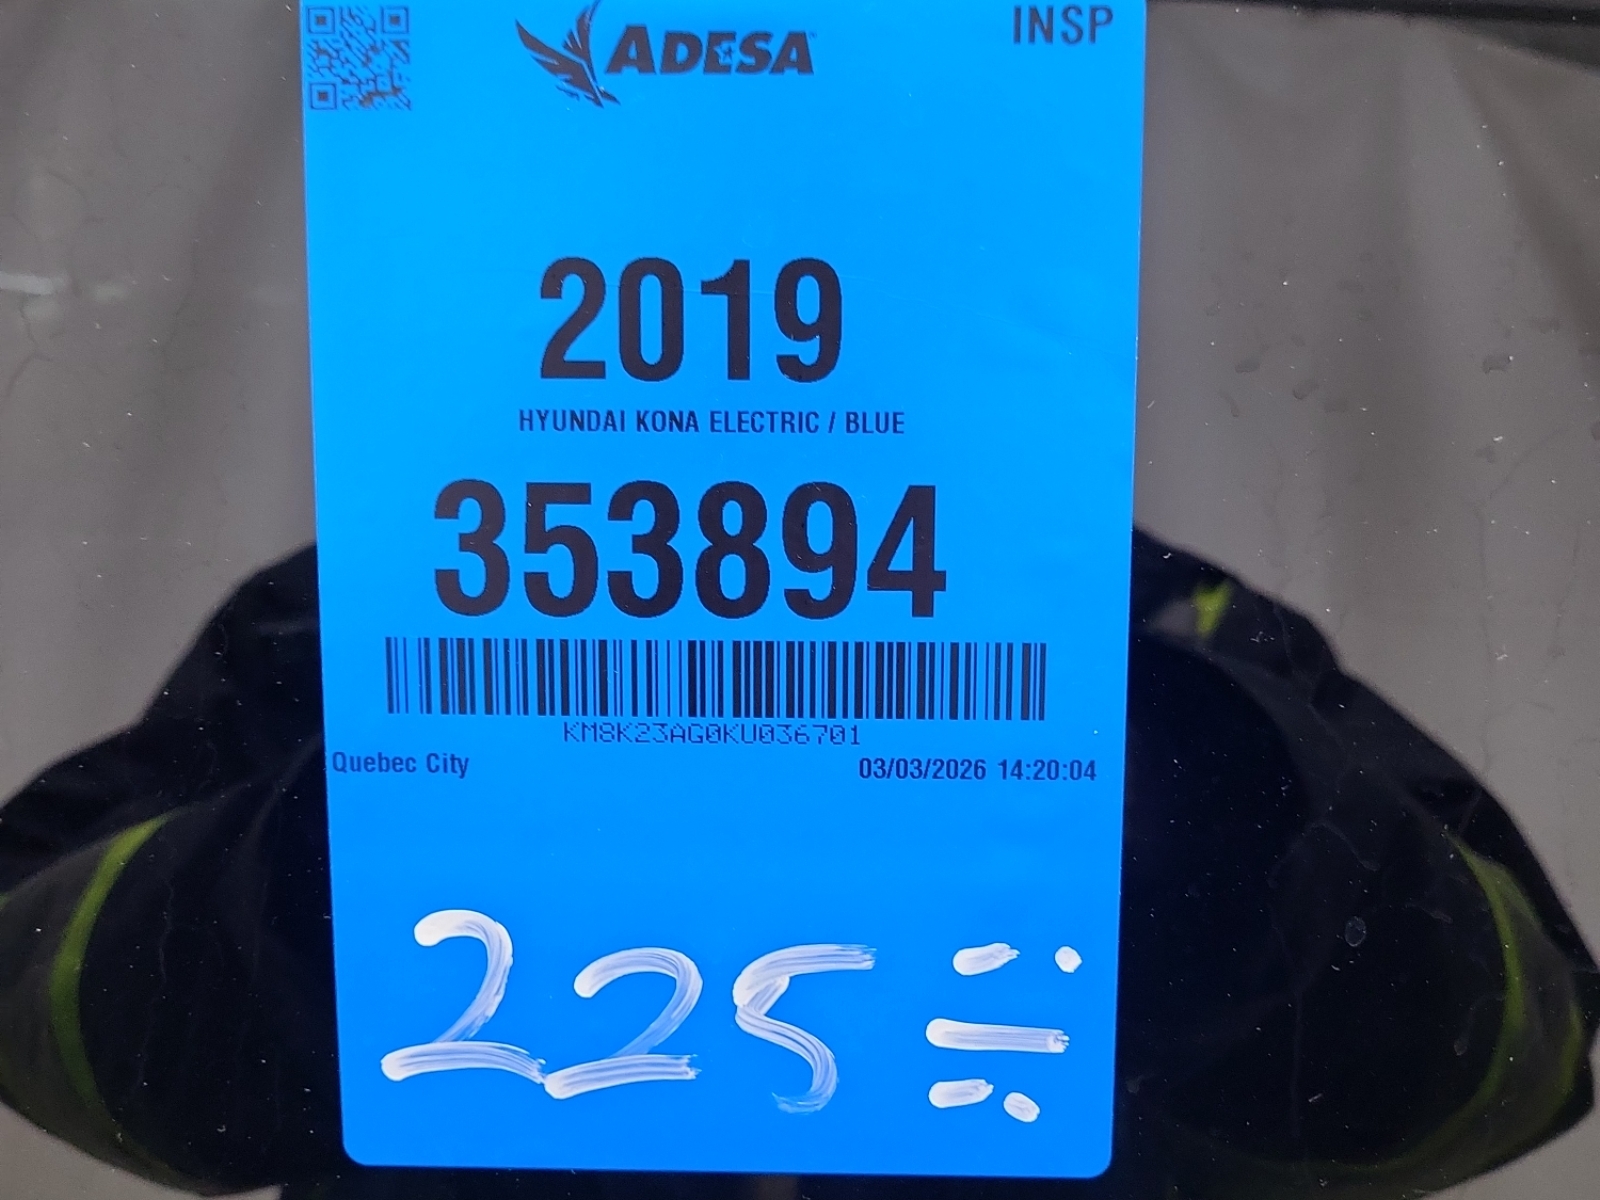 ADESA
INSP
2019
HYUNDAI KONA ELECTRIC / BLUE
353894
KM8K23AG0KU036701
Quebec City
03/03/2026 14:20:04
225